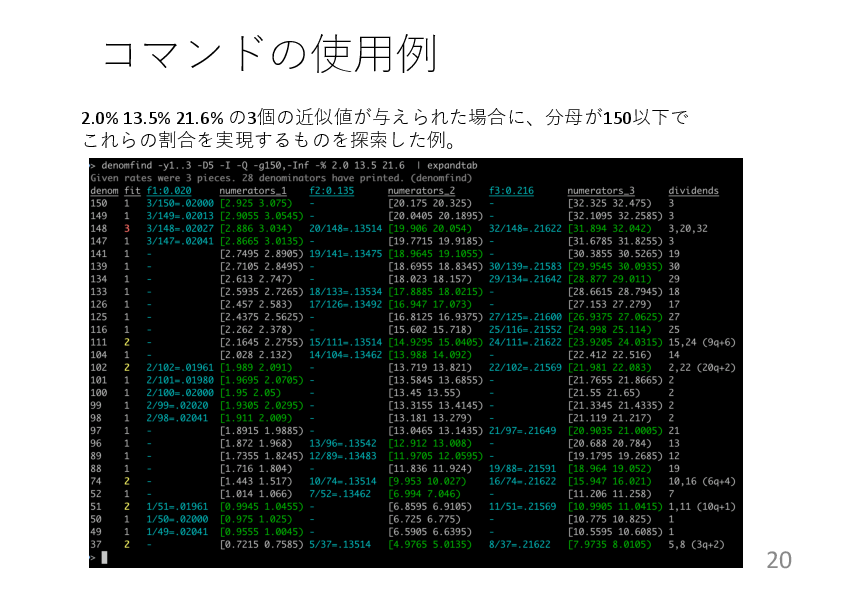 コマンドの使用例
2.0% 13.5% 21.6% の3個の近似値が与えられた場合に、分母が150以下で
これらの割合を実現するものを探索した例。
> denomfind -y1..3 -D5 -I -Q -g150,-Inf -% 2.0 13.5 21.6 | expandtab
Given rates were 3 pieces. 28 denominators have printed. (denomfind)
denom fit f1:0.020 numerators_1 f2:0.135 numerators_2 f3:0.216 numerators_3 dividends
150 1 3/150=.02000 [2.925 3.075) - [20.175 20.325) - [32.325 32.475) 3
149 1 3/149=.02013 [2.9055 3.0545) - [20.0405 20.1895) - [32.1095 32.2585) 3
148 3 3/148=.02027 [2.886 3.034) 20/148=.13514 [19.906 20.054) 32/148=.21622 [31.894 32.042) 3,20,32
147 1 3/147=.02041 [2.8665 3.0135) - [19.7715 19.9185) - [31.6785 31.8255) 3
141 1 - [2.7495 2.8905) 19/141=.13475 [18.9645 19.1055) - [30.3855 30.5265) 19
139 1 - [2.7105 2.8495) - [18.6955 18.8345) 30/139=.21583 [29.9545 30.0935) 30
134 1 - [2.613 2.747) - [18.023 18.157) 29/134=.21642 [28.877 29.011) 29
133 1 - [2.5935 2.7265) 18/133=.13534 [17.8885 18.0215) - [28.6615 28.7945) 18
126 1 - [2.457 2.583) 17/126=.13492 [16.947 17.073) - [27.153 27.279) 17
125 1 - [2.4375 2.5625) - [16.8125 16.9375) 27/125=.21600 [26.9375 27.0625) 27
116 1 - [2.262 2.378) - [15.602 15.718) 25/116=.21552 [24.998 25.114) 25
111 2 - [2.1645 2.2755) 15/111=.13514 [14.9295 15.0405) 24/111=.21622 [23.9205 24.0315) 15,24 (9q+6)
104 1 - [2.028 2.132) 14/104=.13462 [13.988 14.092) - [22.412 22.516) 14
102 2 2/102=.01961 [1.989 2.091) - [13.719 13.821) 22/102=.21569 [21.981 22.083) 2,22 (20q+2)
101 1 2/101=.01980 [1.9695 2.0705) - [13.5845 13.6855) - [21.7655 21.8665) 2
100 1 2/100=.02000 [1.95 2.05) - [13.45 13.55) - [21.55 21.65) 2
99 1 2/99=.02020 [1.9305 2.0295) - [13.3155 13.4145) - [21.3345 21.4335) 2
98 1 2/98=.02041 [1.911 2.009) - [13.181 13.279) - [21.119 21.217) 2
97 1 - [1.8915 1.9885) - [13.0465 13.1435) 21/97=.21649 [20.9035 21.0005) 21
96 1 - [1.872 1.968) 13/96=.13542 [12.912 13.008) - [20.688 20.784) 13
89 1 - [1.7355 1.8245) 12/89=.13483 [11.9705 12.0595) - [19.1795 19.2685) 12
88 1 - [1.716 1.804) - [11.836 11.924) 19/88=.21591 [18.964 19.052) 19
74 2 - [1.443 1.517) 10/74=.13514 [9.953 10.027) 16/74=.21622 [15.947 16.021) 10,16 (6q+4)
52 1 - [1.014 1.066) 7/52=.13462 [6.994 7.046) - [11.206 11.258) 7
51 2 1/51=.01961 [0.9945 1.0455) - [6.8595 6.9105) 11/51=.21569 [10.9905 11.0415) 1,11 (10q+1)
50 1 1/50=.02000 [0.975 1.025) - [6.725 6.775) - [10.775 10.825) 1
49 1 1/49=.02041 [0.9555 1.0045) - [6.5905 6.6395) - [10.5595 10.6085) 1
37 2 - [0.7215 0.7585) 5/37=.13514 [4.9765 5.0135) 8/37=.21622 [7.9735 8.0105) 5,8 (3q+2)
>
20